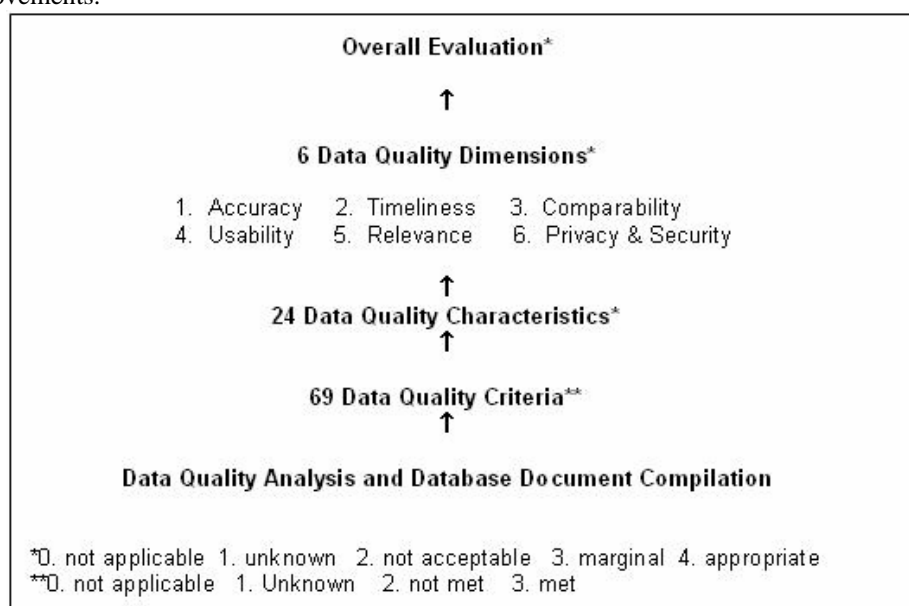 Overall Evaluation*
↑
6 Data Quality Dimensions*
1. Accuracy 2. Timeliness 3. Comparability
4. Usability 5. Relevance 6. Privacy & Security
↑
24 Data Quality Characteristics*
↑
69 Data Quality Criteria**
↑
Data Quality Analysis and Database Document Compilation
*0. not applicable 1. unknown 2. not acceptable 3. marginal 4. appropriate
**0. not applicable 1. Unknown 2. not met 3. met